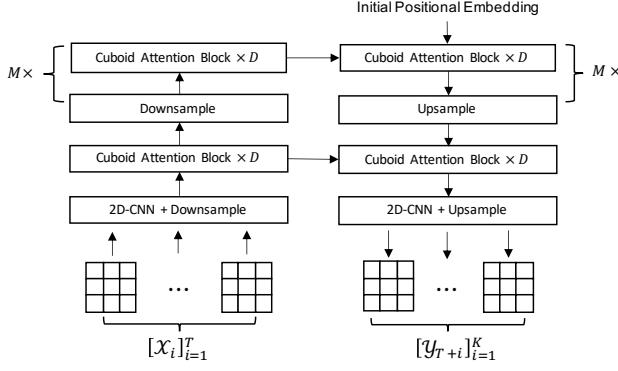 Initial Positional Embedding
Cuboid Attention Block × D
Cuboid Attention Block × D
M ×
M ×
Downsample
Upsample
Cuboid Attention Block × D
Cuboid Attention Block × D
2D-CNN + Downsample
2D-CNN + Upsample
...
...
[𝒳_i]_{i=1}^T
[𝒴_{T+i}]_{i=1}^K